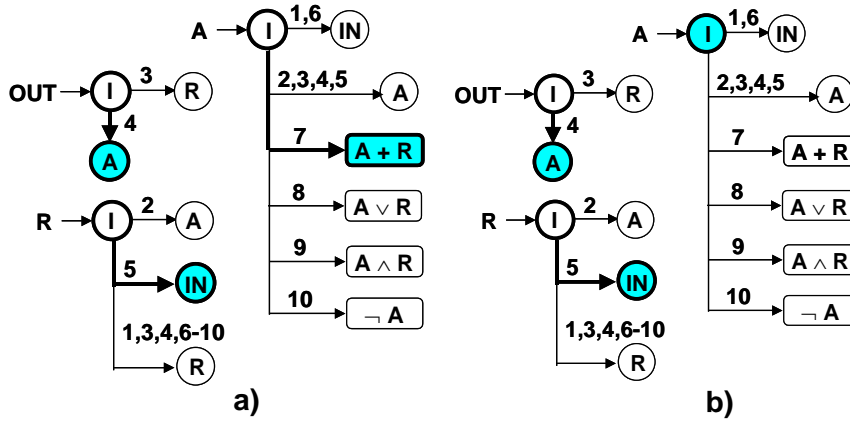 A I 1,6 IN
2,3,4,5 A
7 A + R
8 A ∨ R
9 A ∧ R
10 ¬ A
OUT I 3 R
4
A
R I 2 A
5 IN
1,3,4,6-10
R
a)
A I 1,6 IN
2,3,4,5 A
7 A + R
8 A ∨ R
9 A ∧ R
10 ¬ A
OUT I 3 R
4
A
R I 2 A
5 IN
1,3,4,6-10
R
b)